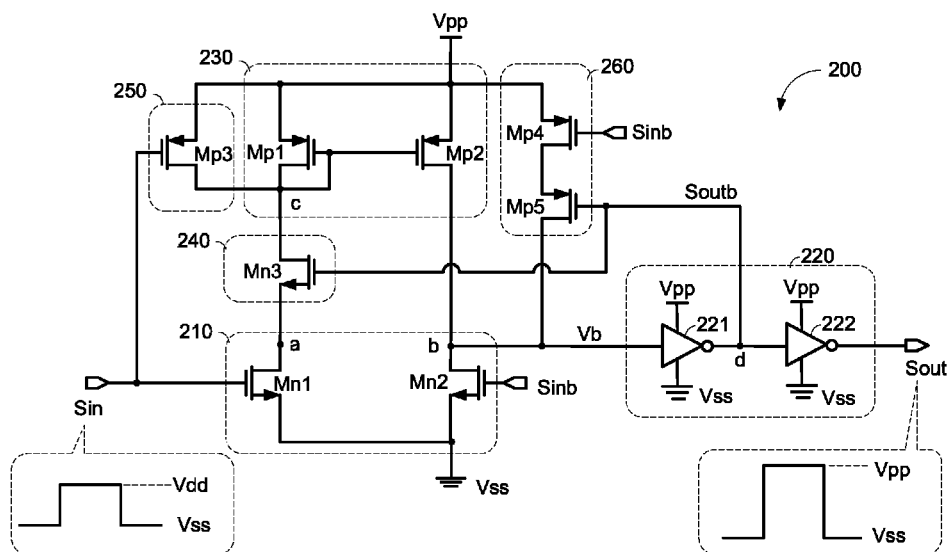 Vpp
230
260
200
250
Mp4
Sinb
Mp3
Mp1
Mp2
Mp5
Soutb
c
240
220
Mn3
Vpp
Vpp
210
221
222
a
b
Vb
d
Mn1
Mn2
Sinb
Vss
Vss
Sout
Sin
Vss
Vdd
Vss
Vpp
Vss